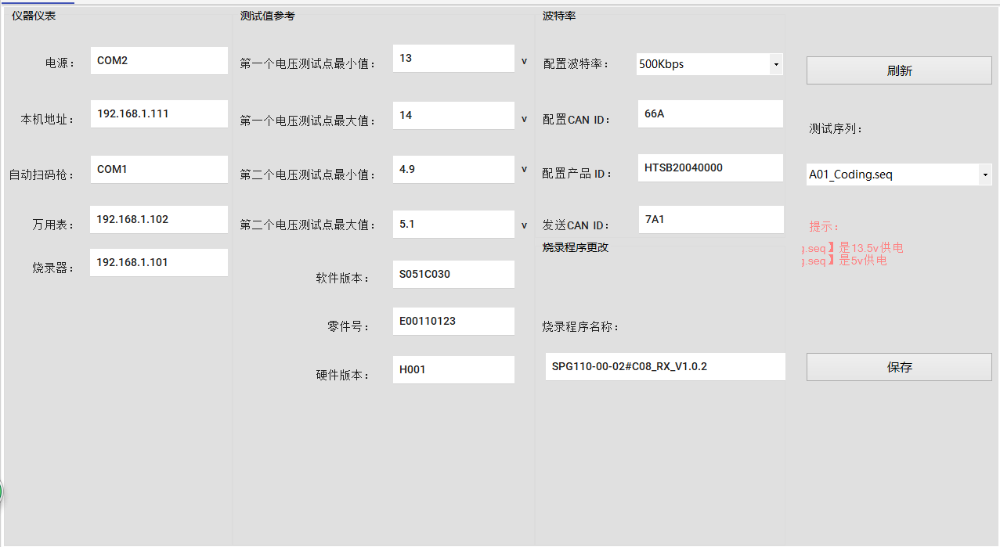 仪器仪表
电源：
COM2
本机地址：
192.168.1.111
自动扫码枪：
COM1
万用表：
192.168.1.102
烧录器：
192.168.1.101
测试值参考
第一个电压测试点最小值：
13
v
第一个电压测试点最大值：
14
v
第二个电压测试点最小值：
4.9
v
第二个电压测试点最大值：
5.1
v
软件版本：
S051C030
零件号：
E00110123
硬件版本：
H001
波特率
配置波特率：
500Kbps
配置CAN ID：
66A
配置产品 ID：
HTSB20040000
发送CAN ID：
7A1
烧录程序更改
烧录程序名称：
SPG110-00-02#C08_RX_V1.0.2
刷新
测试序列：
A01_Coding.seq
提示：
g.seq】是13.5v供电
g.seq】是5v供电
保存